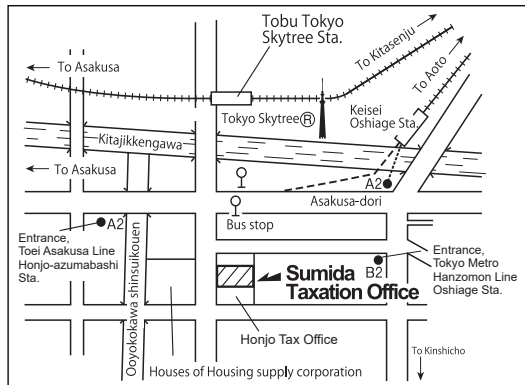 Tobu Tokyo
Skytree Sta.
To Asakusa
To Kitasenju
To Aoto
Tokyo Skytree®
Keisei
Oshiage Sta.
Kitajikkengawa
To Asakusa
A2
Asakusa-dori
A2
Bus stop
Entrance,
Toei Asakusa Line
Honjo-azumabashi
Sta.
Ooyokokawa shinsuikouen
B2
Entrance,
Tokyo Metro
Hanzomon Line
Oshiage Sta.
Sumida
Taxation Office
Honjo Tax Office
Houses of Housing supply corporation
To Kinshicho